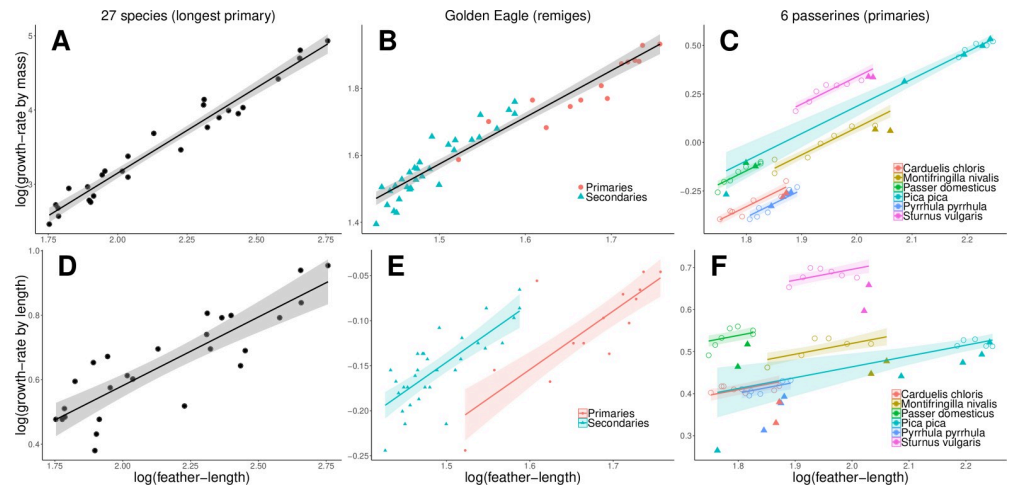 27 species (longest primary)
Golden Eagle (remiges)
6 passerines (primaries)
A
B
C
log(growth−rate by mass)
5
4
3
1.75
2.00
2.25
2.50
2.75
1.8
1.6
1.4
1.5
1.6
1.7
Primaries
Secondaries
0.50
0.25
0.00
−0.25
1.8
1.9
2.0
2.1
2.2
Carduelis chloris
Montifringilla nivalis
Passer domesticus
Pica pica
Pyrrhula pyrrhula
Sturnus vulgaris
D
E
F
log(growth−rate by length)
1.0
0.8
0.6
0.4
1.75
2.00
2.25
2.50
2.75
log(feather−length)
−0.05
−0.10
−0.15
−0.20
−0.25
1.5
1.6
1.7
log(feather−length)
Primaries
Secondaries
0.7
0.6
0.5
0.4
0.3
1.8
1.9
2.0
2.1
2.2
log(feather−length)
Carduelis chloris
Montifringilla nivalis
Passer domesticus
Pica pica
Pyrrhula pyrrhula
Sturnus vulgaris